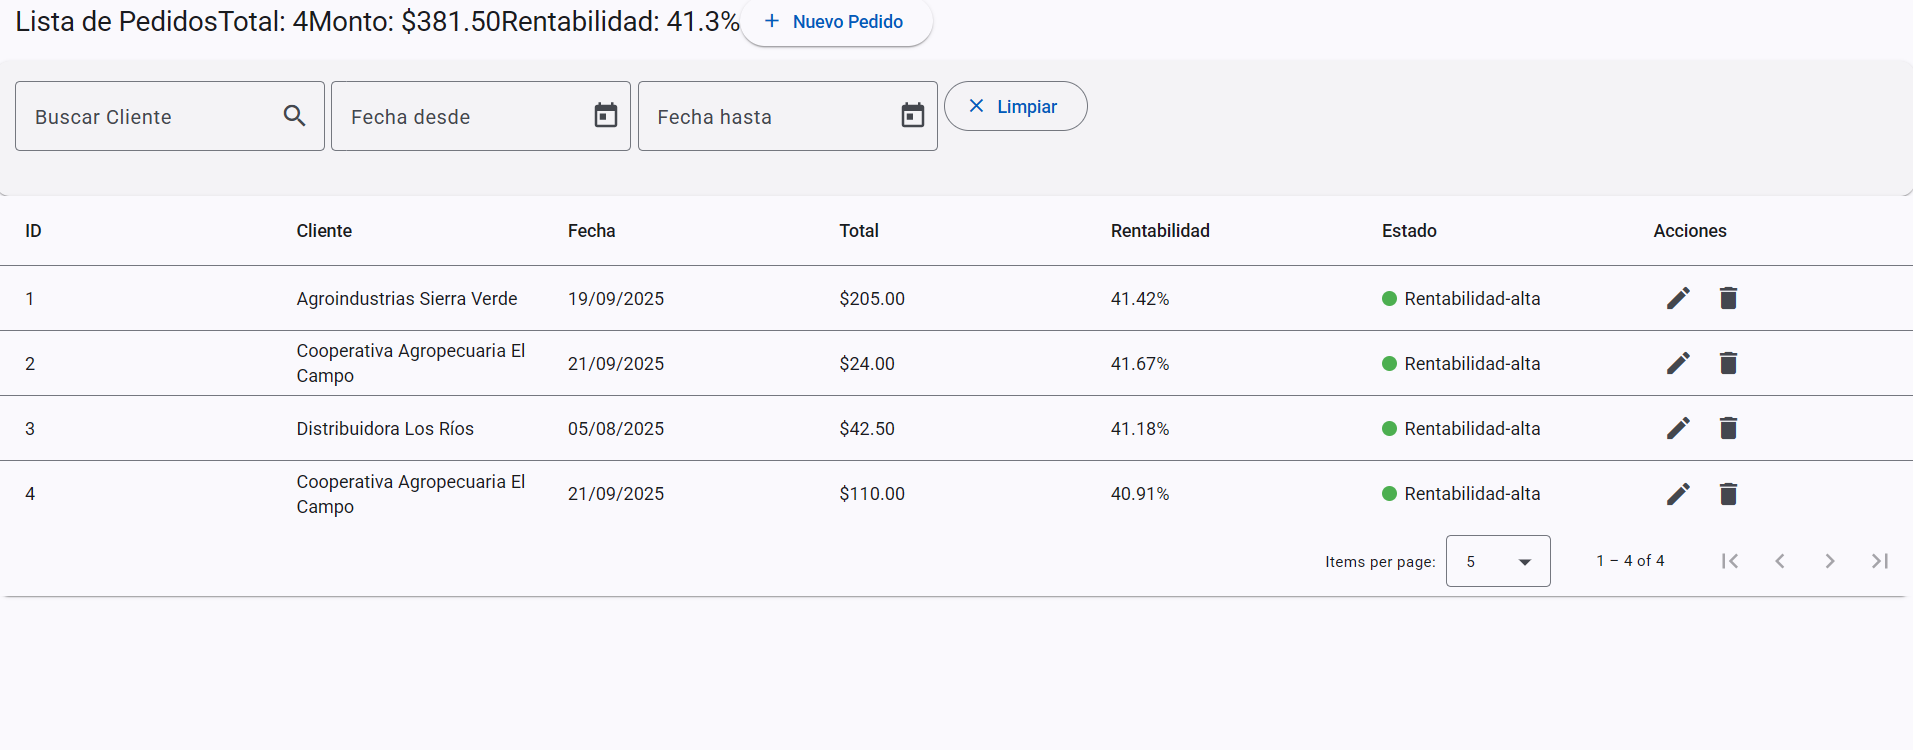 Lista de PedidosTotal: 4Monto: $381.50Rentabilidad: 41.3% + Nuevo Pedido
Buscar Cliente Fecha desde Fecha hasta Limpiar
ID Cliente Fecha Total Rentabilidad Estado Acciones
1 Agroindustrias Sierra Verde 19/09/2025 $205.00 41.42% Rentabilidad-alta
2 Cooperativa Agropecuaria El Campo 21/09/2025 $24.00 41.67% Rentabilidad-alta
3 Distribuidora Los Ríos 05/08/2025 $42.50 41.18% Rentabilidad-alta
4 Cooperativa Agropecuaria El Campo 21/09/2025 $110.00 40.91% Rentabilidad-alta
Items per page: 5 1 – 4 of 4